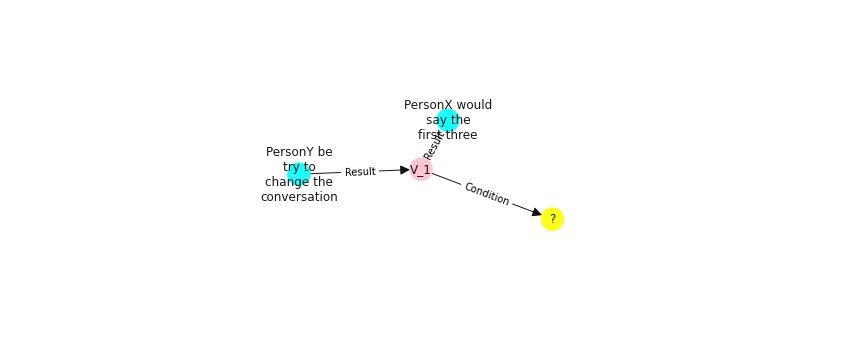 PersonX would
say the
first three
Result
PersonY be
try to
change the
conversation
Result
V_1
Condition
?